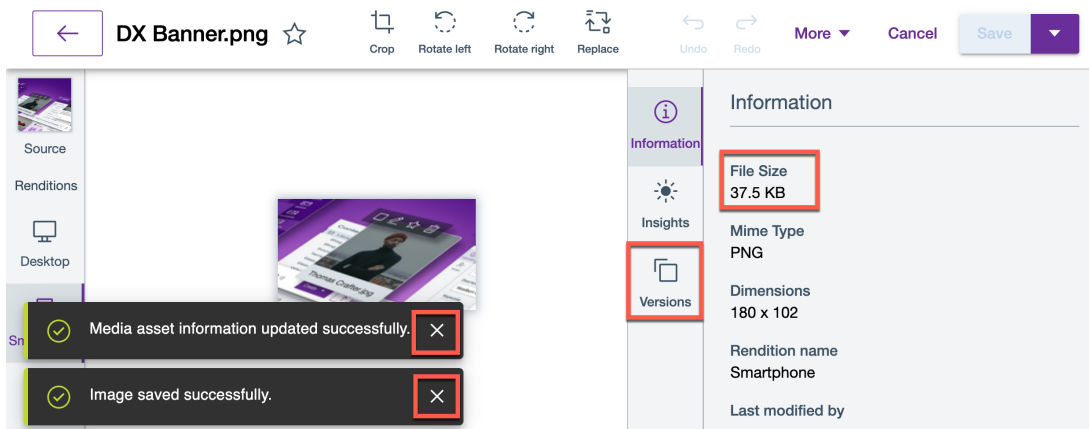 DX Banner.png
Crop
Rotate left
Rotate right
Replace
Undo
Redo
More
Cancel
Save
Source
Renditions
Desktop
Sm
Thomas Crafter.jpg
Media asset information updated successfully.
Image saved successfully.
Information
Insights
Versions
Information
File Size
37.5 KB
Mime Type
PNG
Dimensions
180 x 102
Rendition name
Smartphone
Last modified by